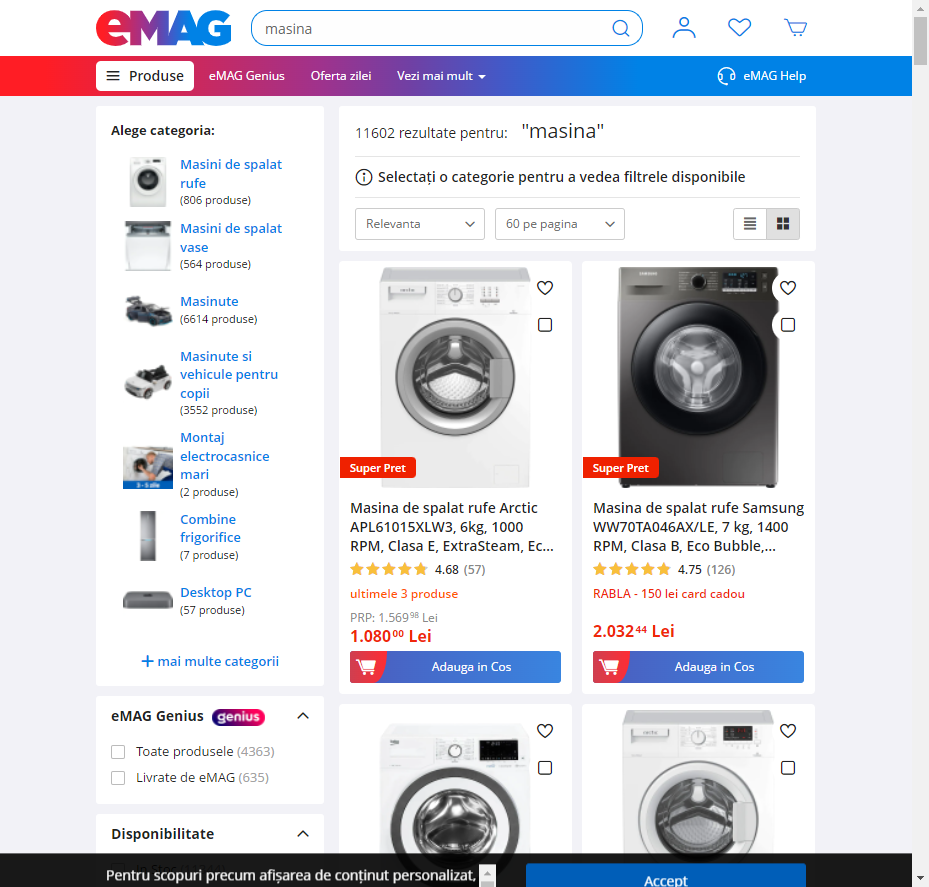 eMAG
masina
Produse
eMAG Genius
Oferta zilei
Vezi mai mult
eMAG Help
Alege categoria:
Masini de spalat
rufe
(806 produse)
Masini de spalat
vase
(564 produse)
Masinute
(6614 produse)
Masinute si
vehicule pentru
copii
(3552 produse)
Montaj
electrocasnice
mari
(2 produse)
Combine
frigorifice
(7 produse)
Desktop PC
(57 produse)
+ mai multe categorii
eMAG Genius genius
Toate produsele (4363)
Livrate de eMAG (635)
Disponibilitate
11602 rezultate pentru: "masina"
Selectați o categorie pentru a vedea filtrele disponibile
Relevanta
60 pe pagina
Super Pret
Masina de spalat rufe Arctic
APL61015XLW3, 6kg, 1000
RPM, Clasa E, ExtraSteam, Ec...
4.68 (57)
ultimele 3 produse
PRP: 1.56998 Lei
1.08000 Lei
Adauga in Cos
SAMSUNG
Super Pret
Masina de spalat rufe Samsung
WW70TA046AX/LE, 7 kg, 1400
RPM, Clasa B, Eco Bubble,...
4.75 (126)
RABLA - 150 lei card cadou
2.03244 Lei
Adauga in Cos
Pentru scopuri precum afișarea de conținut personalizat,
Accept